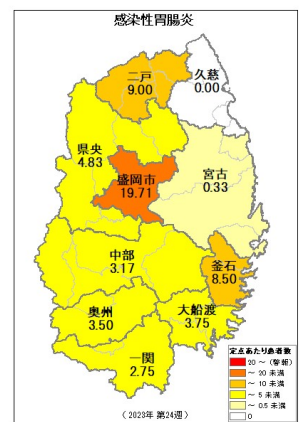 感染性胃腸炎
二戸
9.00
久慈
0.00
県央
4.83
盛岡市
19.71
宮古
0.33
中部
3.17
釜石
8.50
奥州
3.50
大船渡
3.75
一関
2.75
(2023年 第24週)
定点あたり患者数
20 ~ (警報)
~ 20 未満
~ 10 未満
~ 5 未満
~ 0.5 未満
0